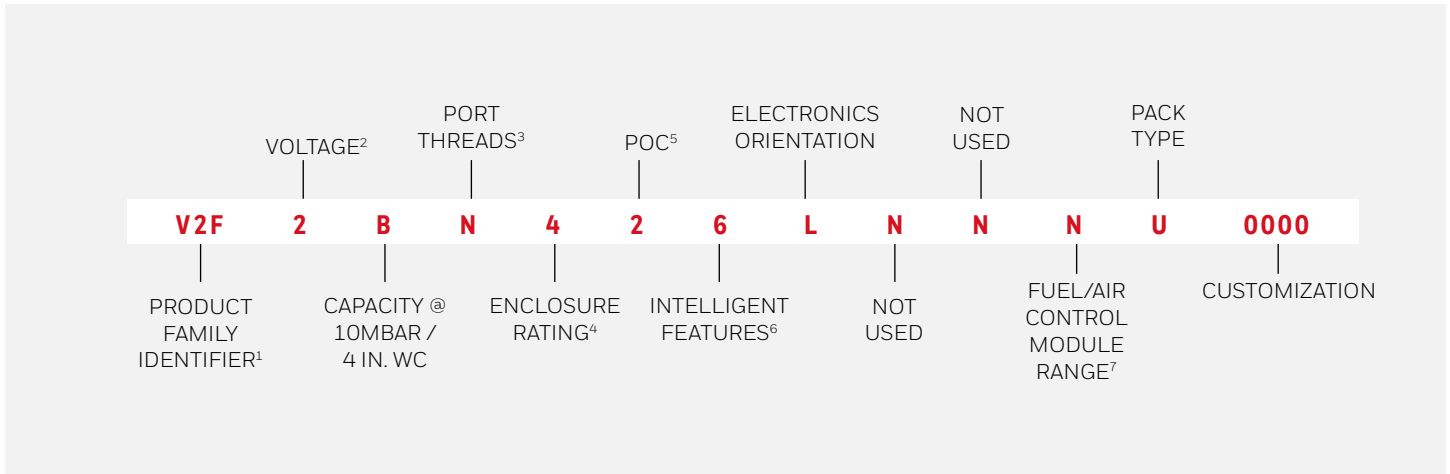 VOLTAGE²
PORT
THREADS³
POC⁵
ELECTRONICS
ORIENTATION
NOT
USED
PACK
TYPE
V2F 2 B N 4 2 6 L N N N U 0000
PRODUCT
FAMILY
IDENTIFIER¹
CAPACITY @
10MBAR /
4 IN. WC
ENCLOSURE
RATING⁴
INTELLIGENT
FEATURES⁶
NOT
USED
FUEL/AIR
CONTROL
MODULE
RANGE⁷
CUSTOMIZATION